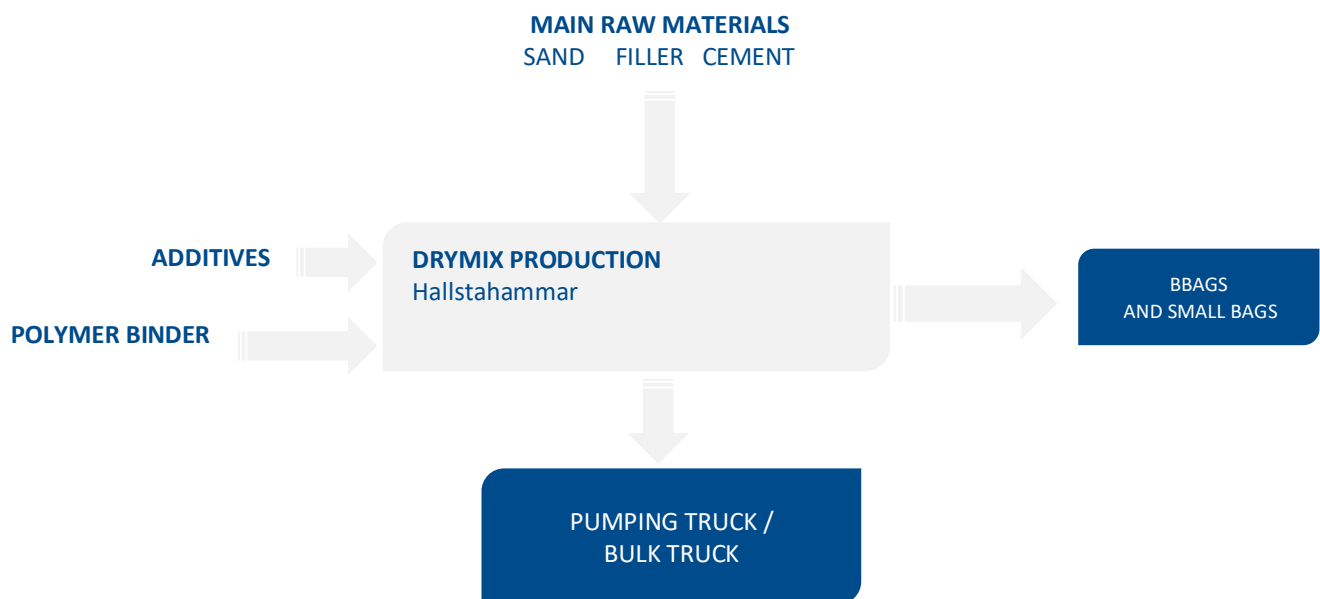 MAIN RAW MATERIALS
SAND FILLER CEMENT
ADDITIVES
POLYMER BINDER
DRYMIX PRODUCTION
Hallstahammar
BBAGS
AND SMALL BAGS
PUMPING TRUCK /
BULK TRUCK